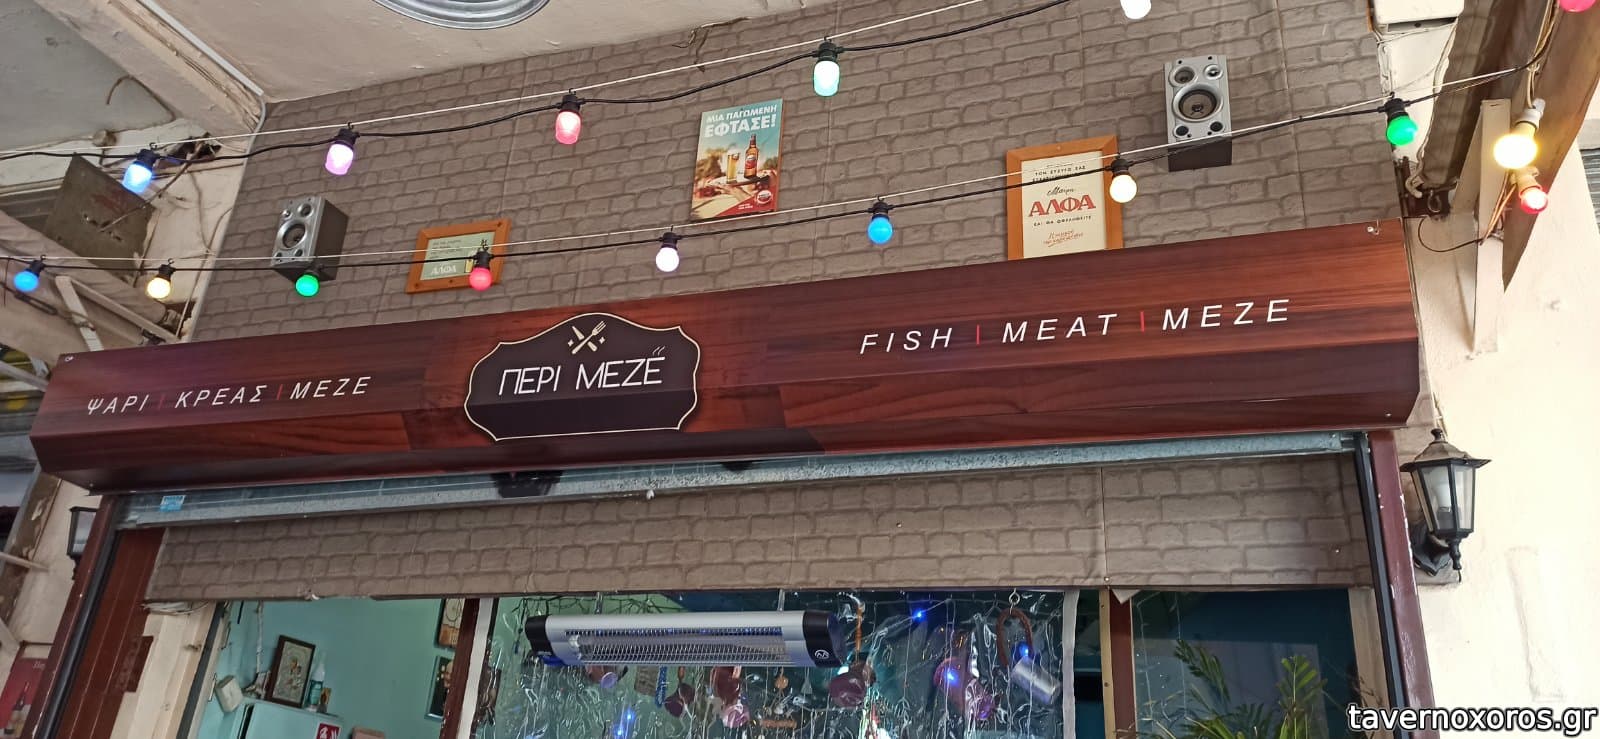 ΜΙΑ ΠΑΓΩΜΕΝΗ
ΕΦΤΑΣΕ!
ΑΛΦΑ
ΑΛΦΑ
ΨΑΡΙ | ΚΡΕΑΣ | ΜΕΖΕ
ΠΕΡΙ ΜΕΖΕ
FISH | MEAT | MEZE
tavernoxoros.gr